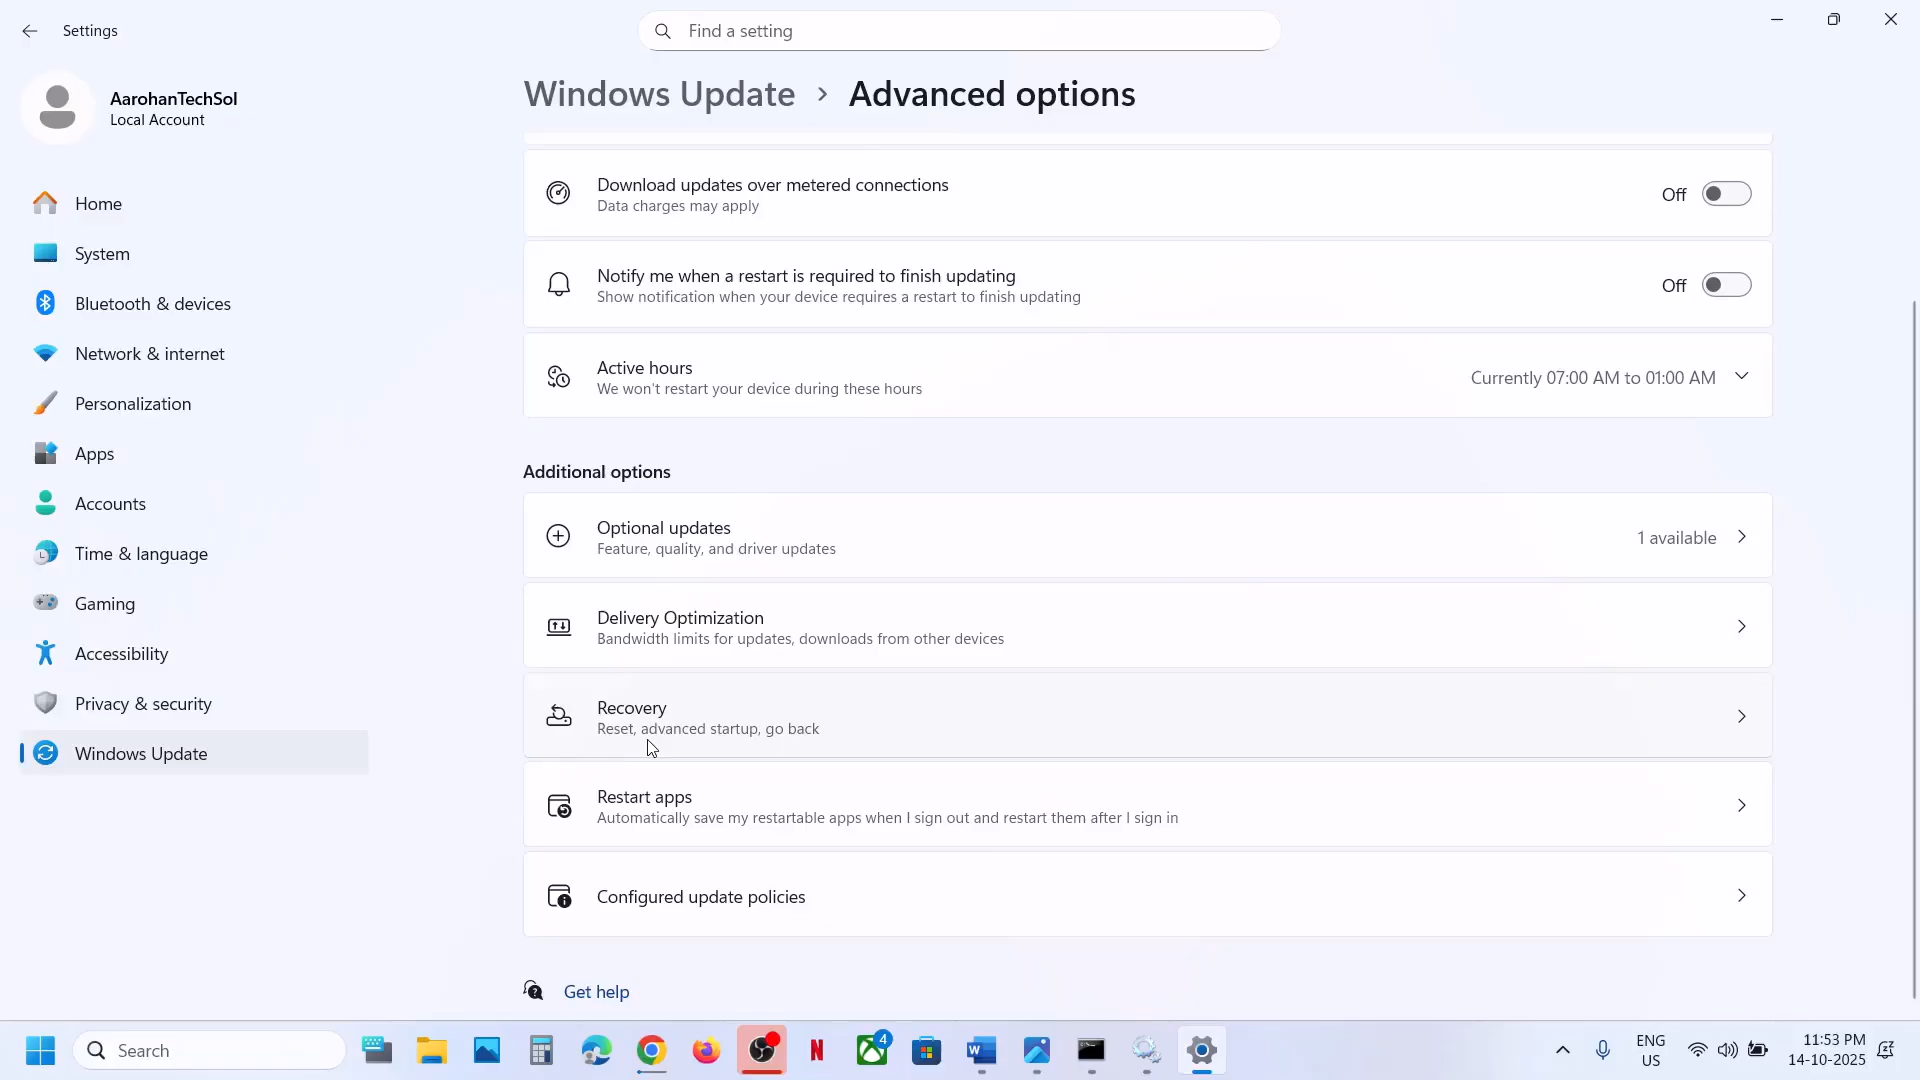 Settings
Find a setting
AarohanTechSol
Local Account
Home
System
Bluetooth & devices
Network & internet
Personalization
Apps
Accounts
Time & language
Gaming
Accessibility
Privacy & security
Windows Update
Windows Update > Advanced options
Download updates over metered connections
Data charges may apply
Off
Notify me when a restart is required to finish updating
Show notification when your device requires a restart to finish updating
Off
Active hours
We won't restart your device during these hours
Currently 07:00 AM to 01:00 AM
Additional options
Optional updates
Feature, quality, and driver updates
1 available
Delivery Optimization
Bandwidth limits for updates, downloads from other devices
Recovery
Reset, advanced startup, go back
Restart apps
Automatically save my restartable apps when I sign out and restart them after I sign in
Configured update policies
Get help
Search
4
ENG
US
11:53 PM
14-10-2025